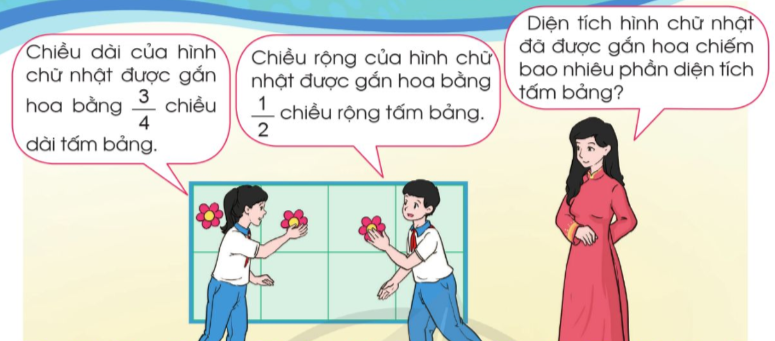 Chiều dài của hình
chữ nhật được gắn
hoa bằng 3/4 chiều
dài tấm bảng.
Chiều rộng của hình chữ
nhật được gắn hoa bằng
1/2 chiều rộng tấm bảng.
Diện tích hình chữ nhật
đã được gắn hoa chiếm
bao nhiêu phần diện tích
tấm bảng?